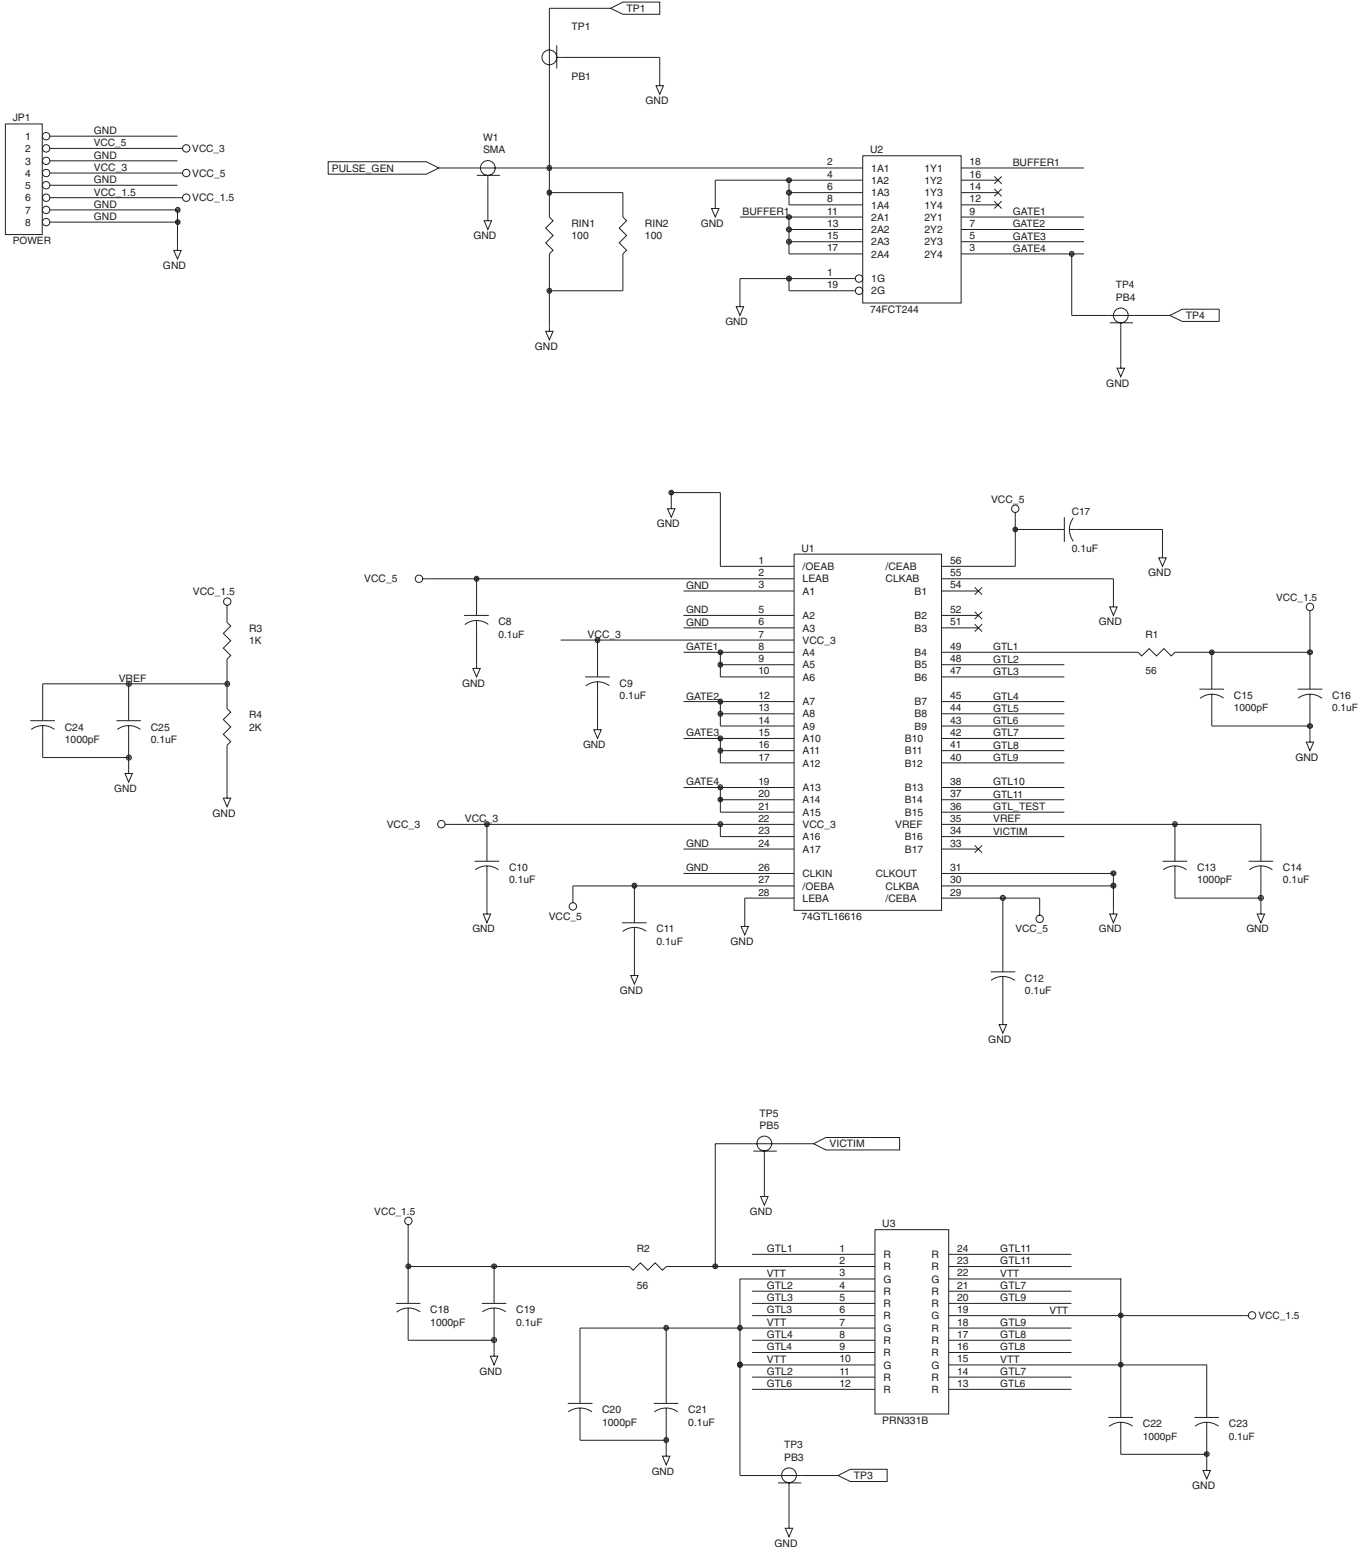 TP1
TP1
PB1
GND
JP1
1 GND
2 VCC_5 VCC_3
3 GND
4 VCC_3 VCC_5
5 GND
6 VCC_1.5 VCC_1.5
7 GND
8 GND
POWER
GND
PULSE_GEN
W1
SMA
GND
RIN1
100
RIN2
100
GND
U2
2 1A1 1Y1 18 BUFFER1
4 1A2 1Y2 16
6 1A3 1Y3 14
8 1A4 1Y4 12
GND
BUFFER1 11 2A1 2Y1 9 GATE1
13 2A2 2Y2 7 GATE2
15 2A3 2Y3 5 GATE3
17 2A4 2Y4 3 GATE4
1 1G
19 2G
GND
74FCT244
TP4
PB4
TP4
GND
GND
VCC_5
C17
0.1uF
GND
U1
1 /OEAB /CEAB 56
VCC_5 2 LEAB CLKAB 55
GND 3 A1 B1 54
GND 5 A2 B2 52
GND 6 A3 B3 51
VCC_3 7 VCC_3
GATE1 8 A4 B4 49 GTL1
9 A5 B5 48 GTL2
10 A6 B6 47 GTL3
GATE2 12 A7 B7 45 GTL4
13 A8 B8 44 GTL5
14 A9 B9 43 GTL6
GATE3 15 A10 B10 42 GTL7
16 A11 B11 41 GTL8
17 A12 B12 40 GTL9
GATE4 19 A13 B13 38 GTL10
20 A14 B14 37 GTL11
21 A15 B15 36 GTL_TEST
VCC_3 VCC_3 22 VCC_3 VREF 35 VREF
23 A16 B16 34 VICTIM
GND 24 A17 B17 33
GND 26 CLKIN CLKOUT 31
27 /OEBA CLKBA 30
28 LEBA /CEBA 29
74GTL16616
C8
0.1uF
GND
C9
0.1uF
GND
GND
R1
56
VCC_1.5
C15
1000pF
C16
0.1uF
GND
VCC_1.5
R3
1K
VREF
C24
1000pF
C25
0.1uF
R4
2K
GND
GND
C10
0.1uF
GND
VCC_5
C11
0.1uF
GND
GND
VCC_5
C12
0.1uF
GND
GND
C13
1000pF
C14
0.1uF
GND
TP5
PB5
VICTIM
GND
VCC_1.5
R2
56
C18
1000pF
C19
0.1uF
GND
U3
GTL1 1 R R 24 GTL11
2 R R 23 GTL11
VTT 3 G G 22 VTT
GTL2 4 R R 21 GTL7
GTL3 5 R R 20 GTL9
GTL3 6 R G 19 VTT VCC_1.5
VTT 7 G R 18 GTL9
GTL4 8 R R 17 GTL8
GTL4 9 R R 16 GTL8
VTT 10 G G 15 VTT
GTL2 11 R R 14 GTL7
GTL6 12 R R 13 GTL6
PRN331B
C20
1000pF
C21
0.1uF
GND
C22
1000pF
C23
0.1uF
GND
TP3
PB3
TP3
GND